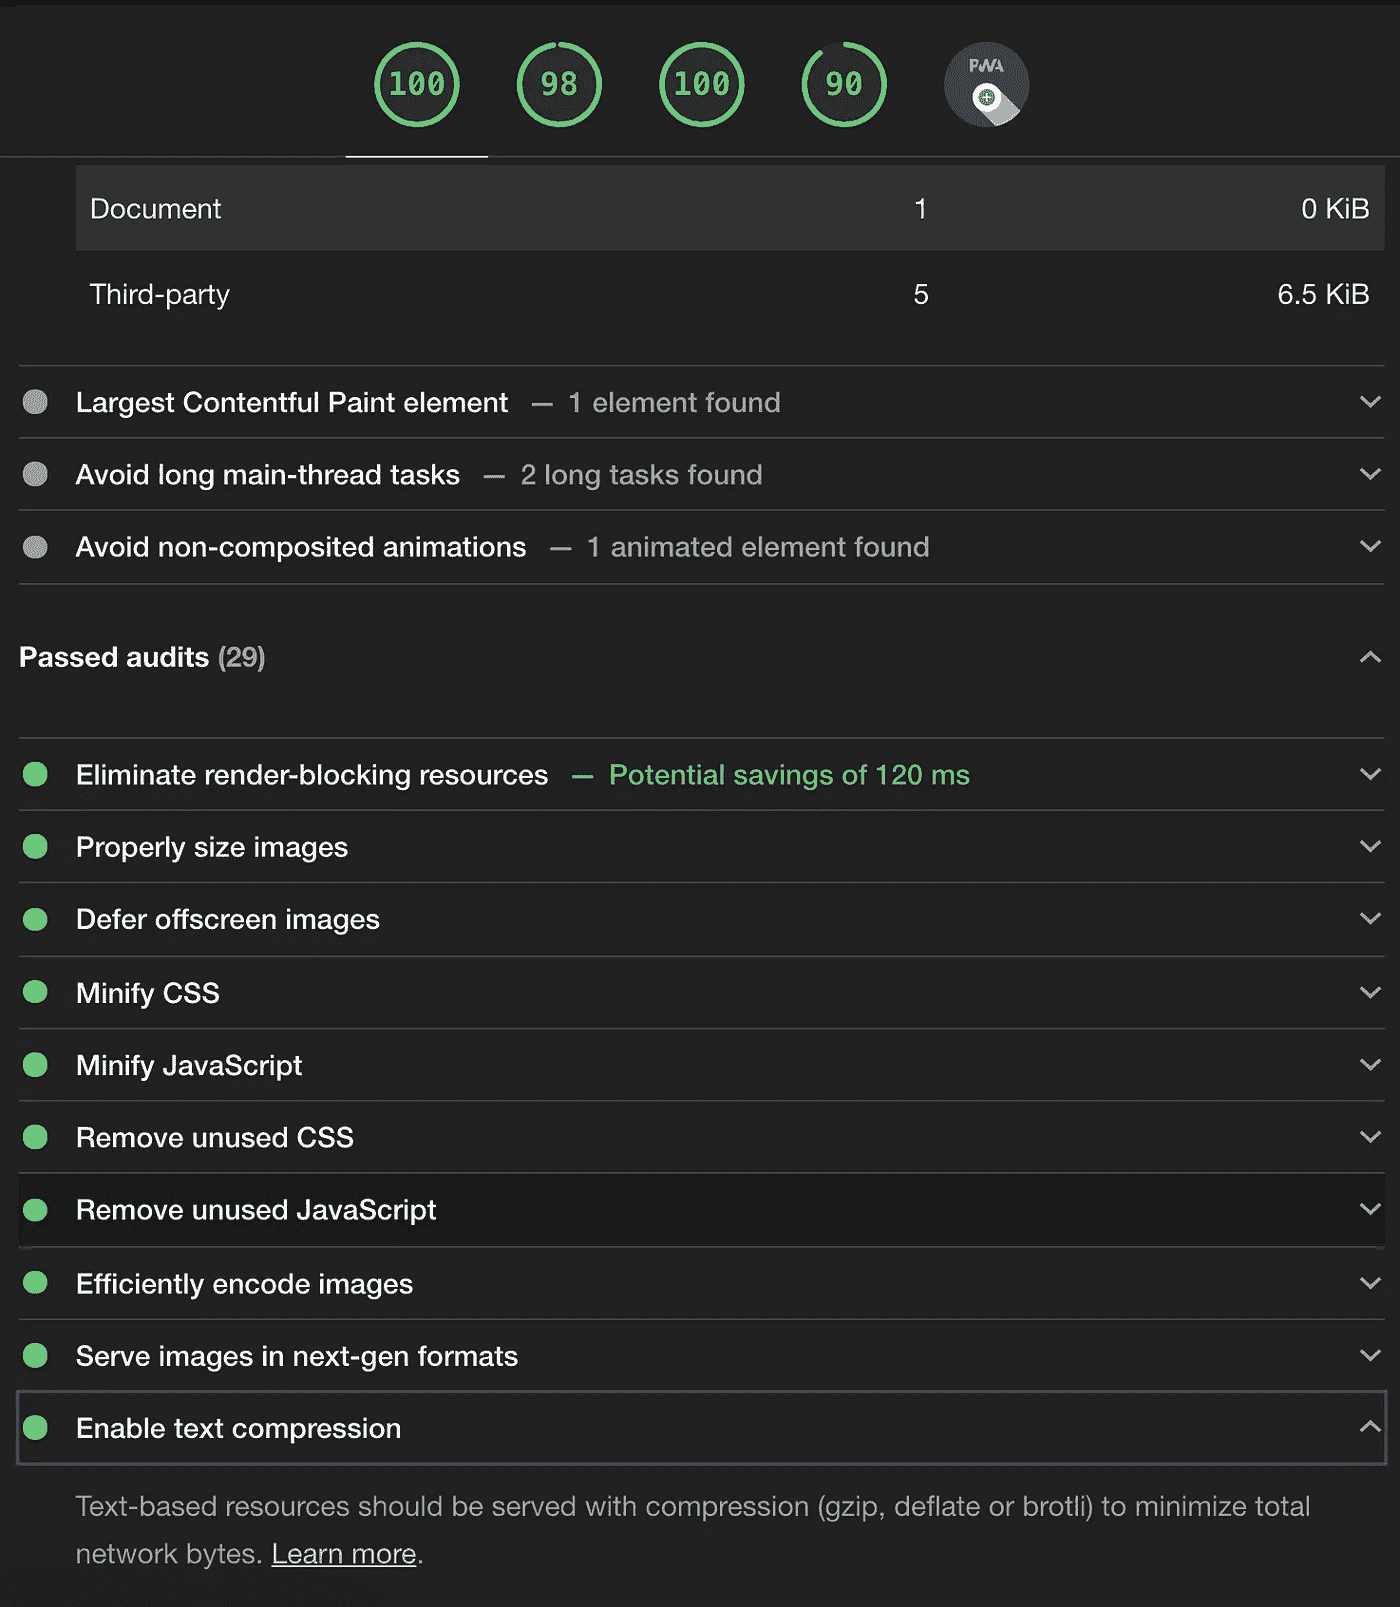 100 98 100 90 PWA
Document 1 0 KiB
Third-party 5 6.5 KiB
Largest Contentful Paint element — 1 element found
Avoid long main-thread tasks — 2 long tasks found
Avoid non-composited animations — 1 animated element found
Passed audits (29)
Eliminate render-blocking resources — Potential savings of 120 ms
Properly size images
Defer offscreen images
Minify CSS
Minify JavaScript
Remove unused CSS
Remove unused JavaScript
Efficiently encode images
Serve images in next-gen formats
Enable text compression
Text-based resources should be served with compression (gzip, deflate or brotli) to minimize total
network bytes. Learn more.